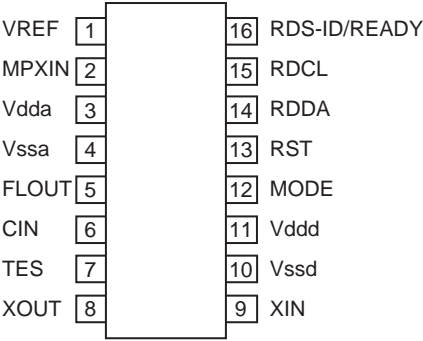 VREF 1 16 RDS-ID/READY
MPXIN 2 15 RDCL
Vdda 3 14 RDDA
Vssa 4 13 RST
FLOUT 5 12 MODE
CIN 6 11 Vddd
TES 7 10 Vssd
XOUT 8 9 XIN